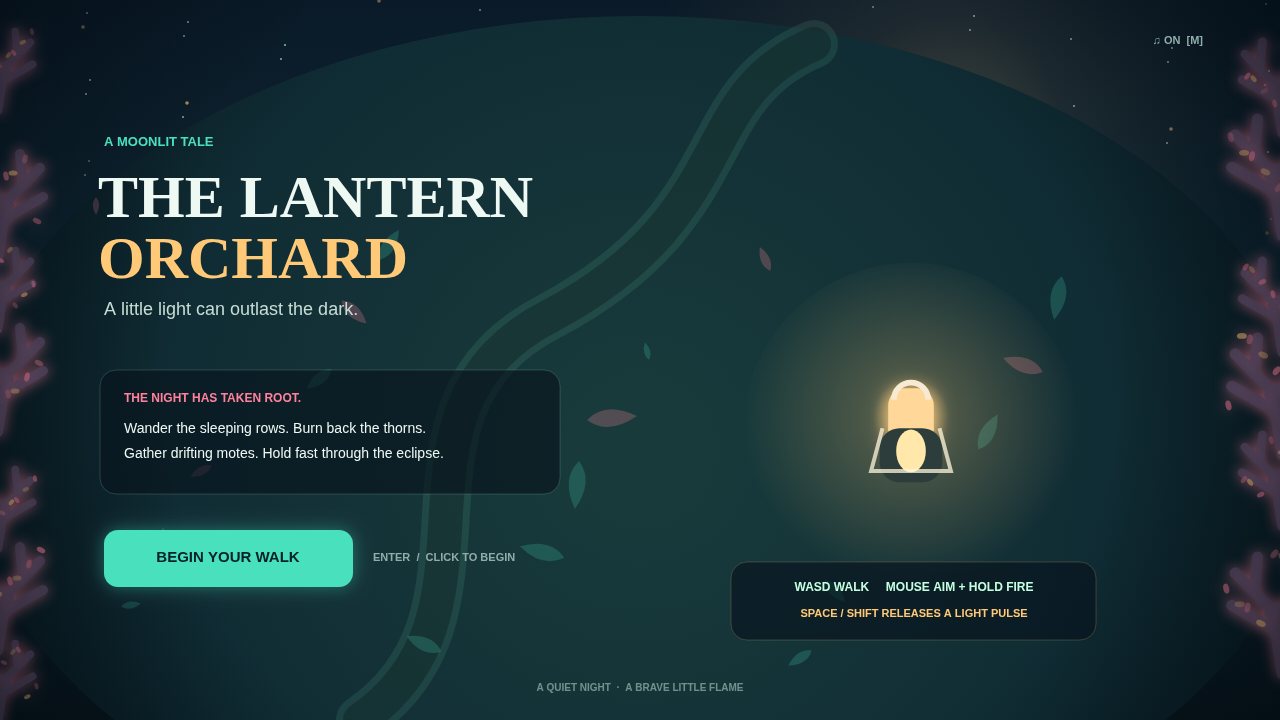 ♫ ON [M]
A MOONLIT TALE
THE LANTERN
ORCHARD
A little light can outlast the dark.
THE NIGHT HAS TAKEN ROOT.
Wander the sleeping rows. Burn back the thorns.
Gather drifting motes. Hold fast through the eclipse.
BEGIN YOUR WALK
ENTER / CLICK TO BEGIN
WASD WALK MOUSE AIM + HOLD FIRE
SPACE / SHIFT RELEASES A LIGHT PULSE
A QUIET NIGHT · A BRAVE LITTLE FLAME